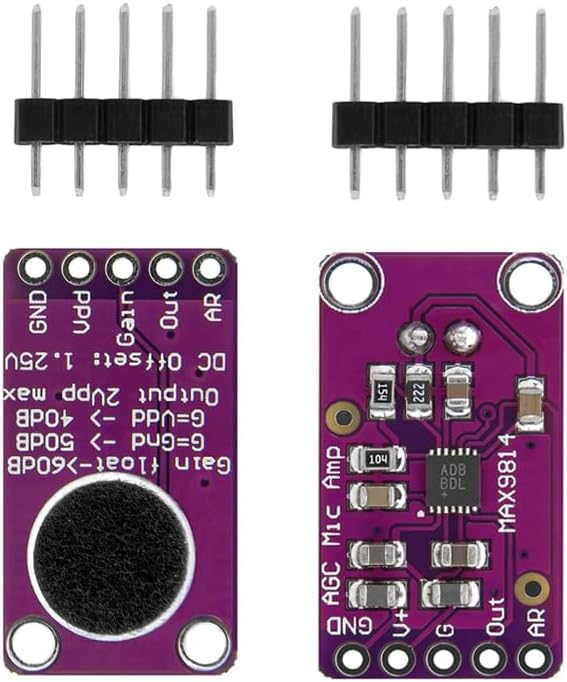 GND Vdd Gain Out AR
DC Offset: 1.25V
Output 2Vpp max
G=Vdd -> 40dB
G=Gnd -> 50dB
Gain float->60dB
154
222
104
ADB
BDL
+
MAX9814
AGC Mic Amp
GND V+ G Out AR